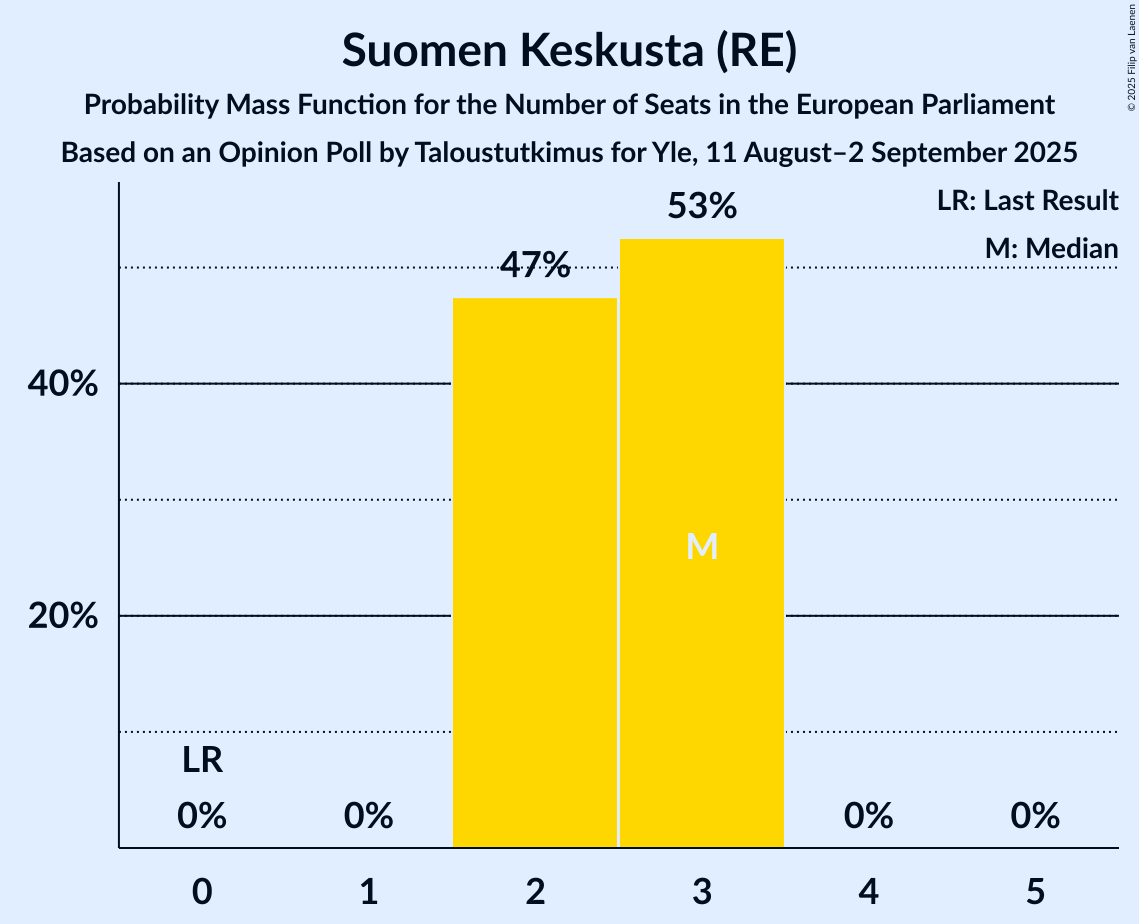 Suomen Keskusta (RE)
Probability Mass Function for the Number of Seats in the European Parliament
Based on an Opinion Poll by Taloustutkimus for Yle, 11 August–2 September 2025
© 2025 Filip van Laenen
LR: Last Result
M: Median
53%
47%
40%
20%
M
LR
0%
0%
0%
0%
0
1
2
3
4
5